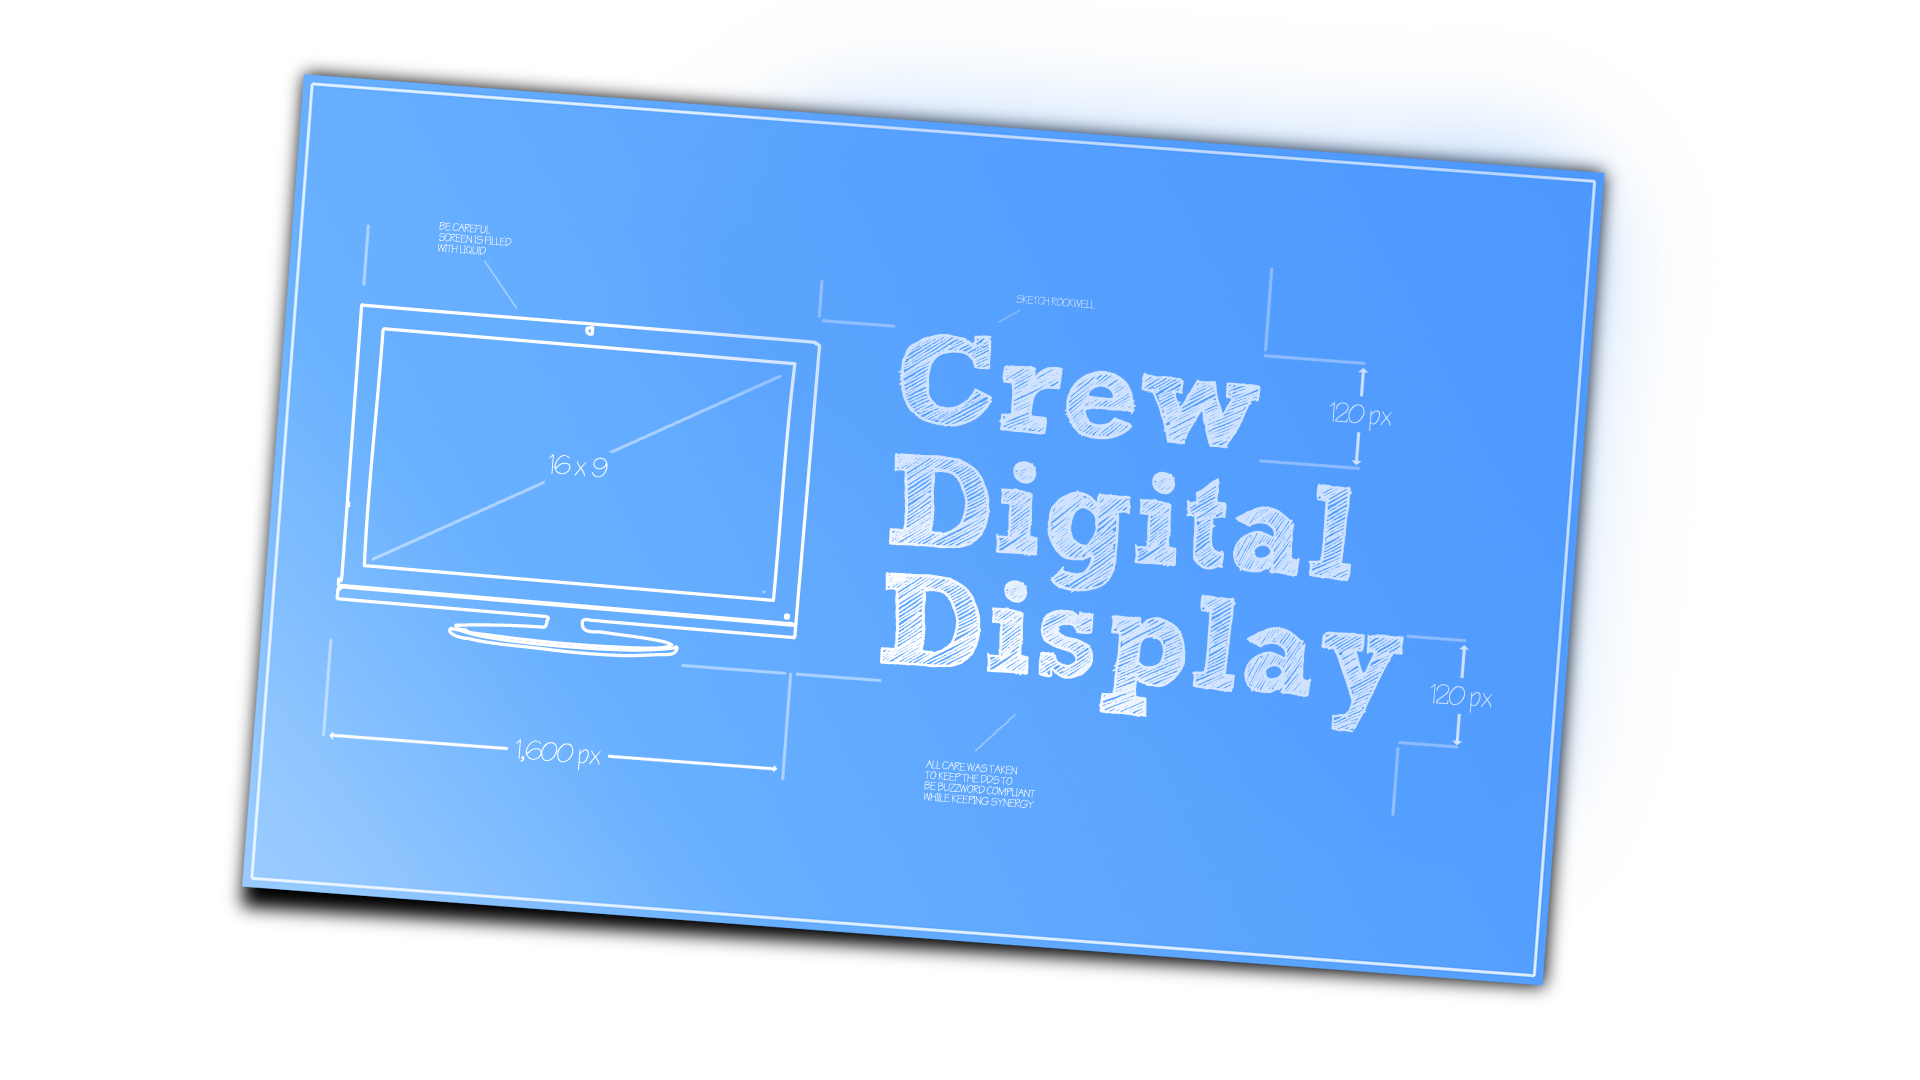 BE CAREFUL
SCREEN IS FILLED
WITH LIQUID
16 x 9
1,600 px
SKETCH ROCKWELL
Crew
Digital
Display
120 px
120 px
ALL CARE WAS TAKEN
TO KEEP THE DDS TO
BE BUZZWORD COMPLIANT
WHILE KEEPING SYNERGY